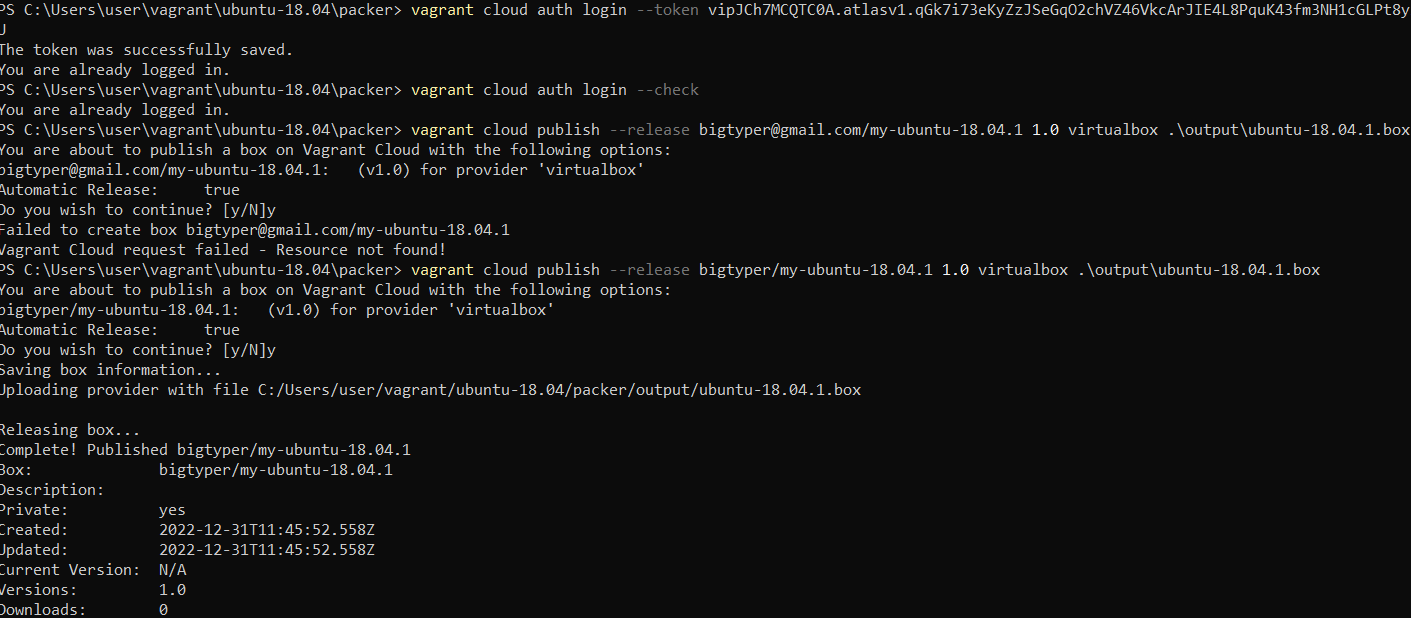 PS C:\Users\user\vagrant\ubuntu-18.04\packer> vagrant cloud auth login --token vipJCh7MCQTC0A.atlasv1.qGk7i73eKyZzJSeGqO2chVZ46VkcArJIE4L8PquK43fm3NH1cGLPt8y
U
The token was successfully saved.
You are already logged in.
PS C:\Users\user\vagrant\ubuntu-18.04\packer> vagrant cloud auth login --check
You are already logged in.
PS C:\Users\user\vagrant\ubuntu-18.04\packer> vagrant cloud publish --release bigtyper@gmail.com/my-ubuntu-18.04.1 1.0 virtualbox .\output\ubuntu-18.04.1.box
You are about to publish a box on Vagrant Cloud with the following options:
bigtyper@gmail.com/my-ubuntu-18.04.1:   (v1.0) for provider 'virtualbox'
Automatic Release:     true
Do you wish to continue? [y/N]y
Failed to create box bigtyper@gmail.com/my-ubuntu-18.04.1
Vagrant Cloud request failed - Resource not found!
PS C:\Users\user\vagrant\ubuntu-18.04\packer> vagrant cloud publish --release bigtyper/my-ubuntu-18.04.1 1.0 virtualbox .\output\ubuntu-18.04.1.box
You are about to publish a box on Vagrant Cloud with the following options:
bigtyper/my-ubuntu-18.04.1:   (v1.0) for provider 'virtualbox'
Automatic Release:     true
Do you wish to continue? [y/N]y
Saving box information...
Uploading provider with file C:/Users/user/vagrant/ubuntu-18.04/packer/output/ubuntu-18.04.1.box
Releasing box...
Complete! Published bigtyper/my-ubuntu-18.04.1
Box:              bigtyper/my-ubuntu-18.04.1
Description:
Private:          yes
Created:          2022-12-31T11:45:52.558Z
Updated:          2022-12-31T11:45:52.558Z
Current Version:  N/A
Versions:         1.0
Downloads:        0